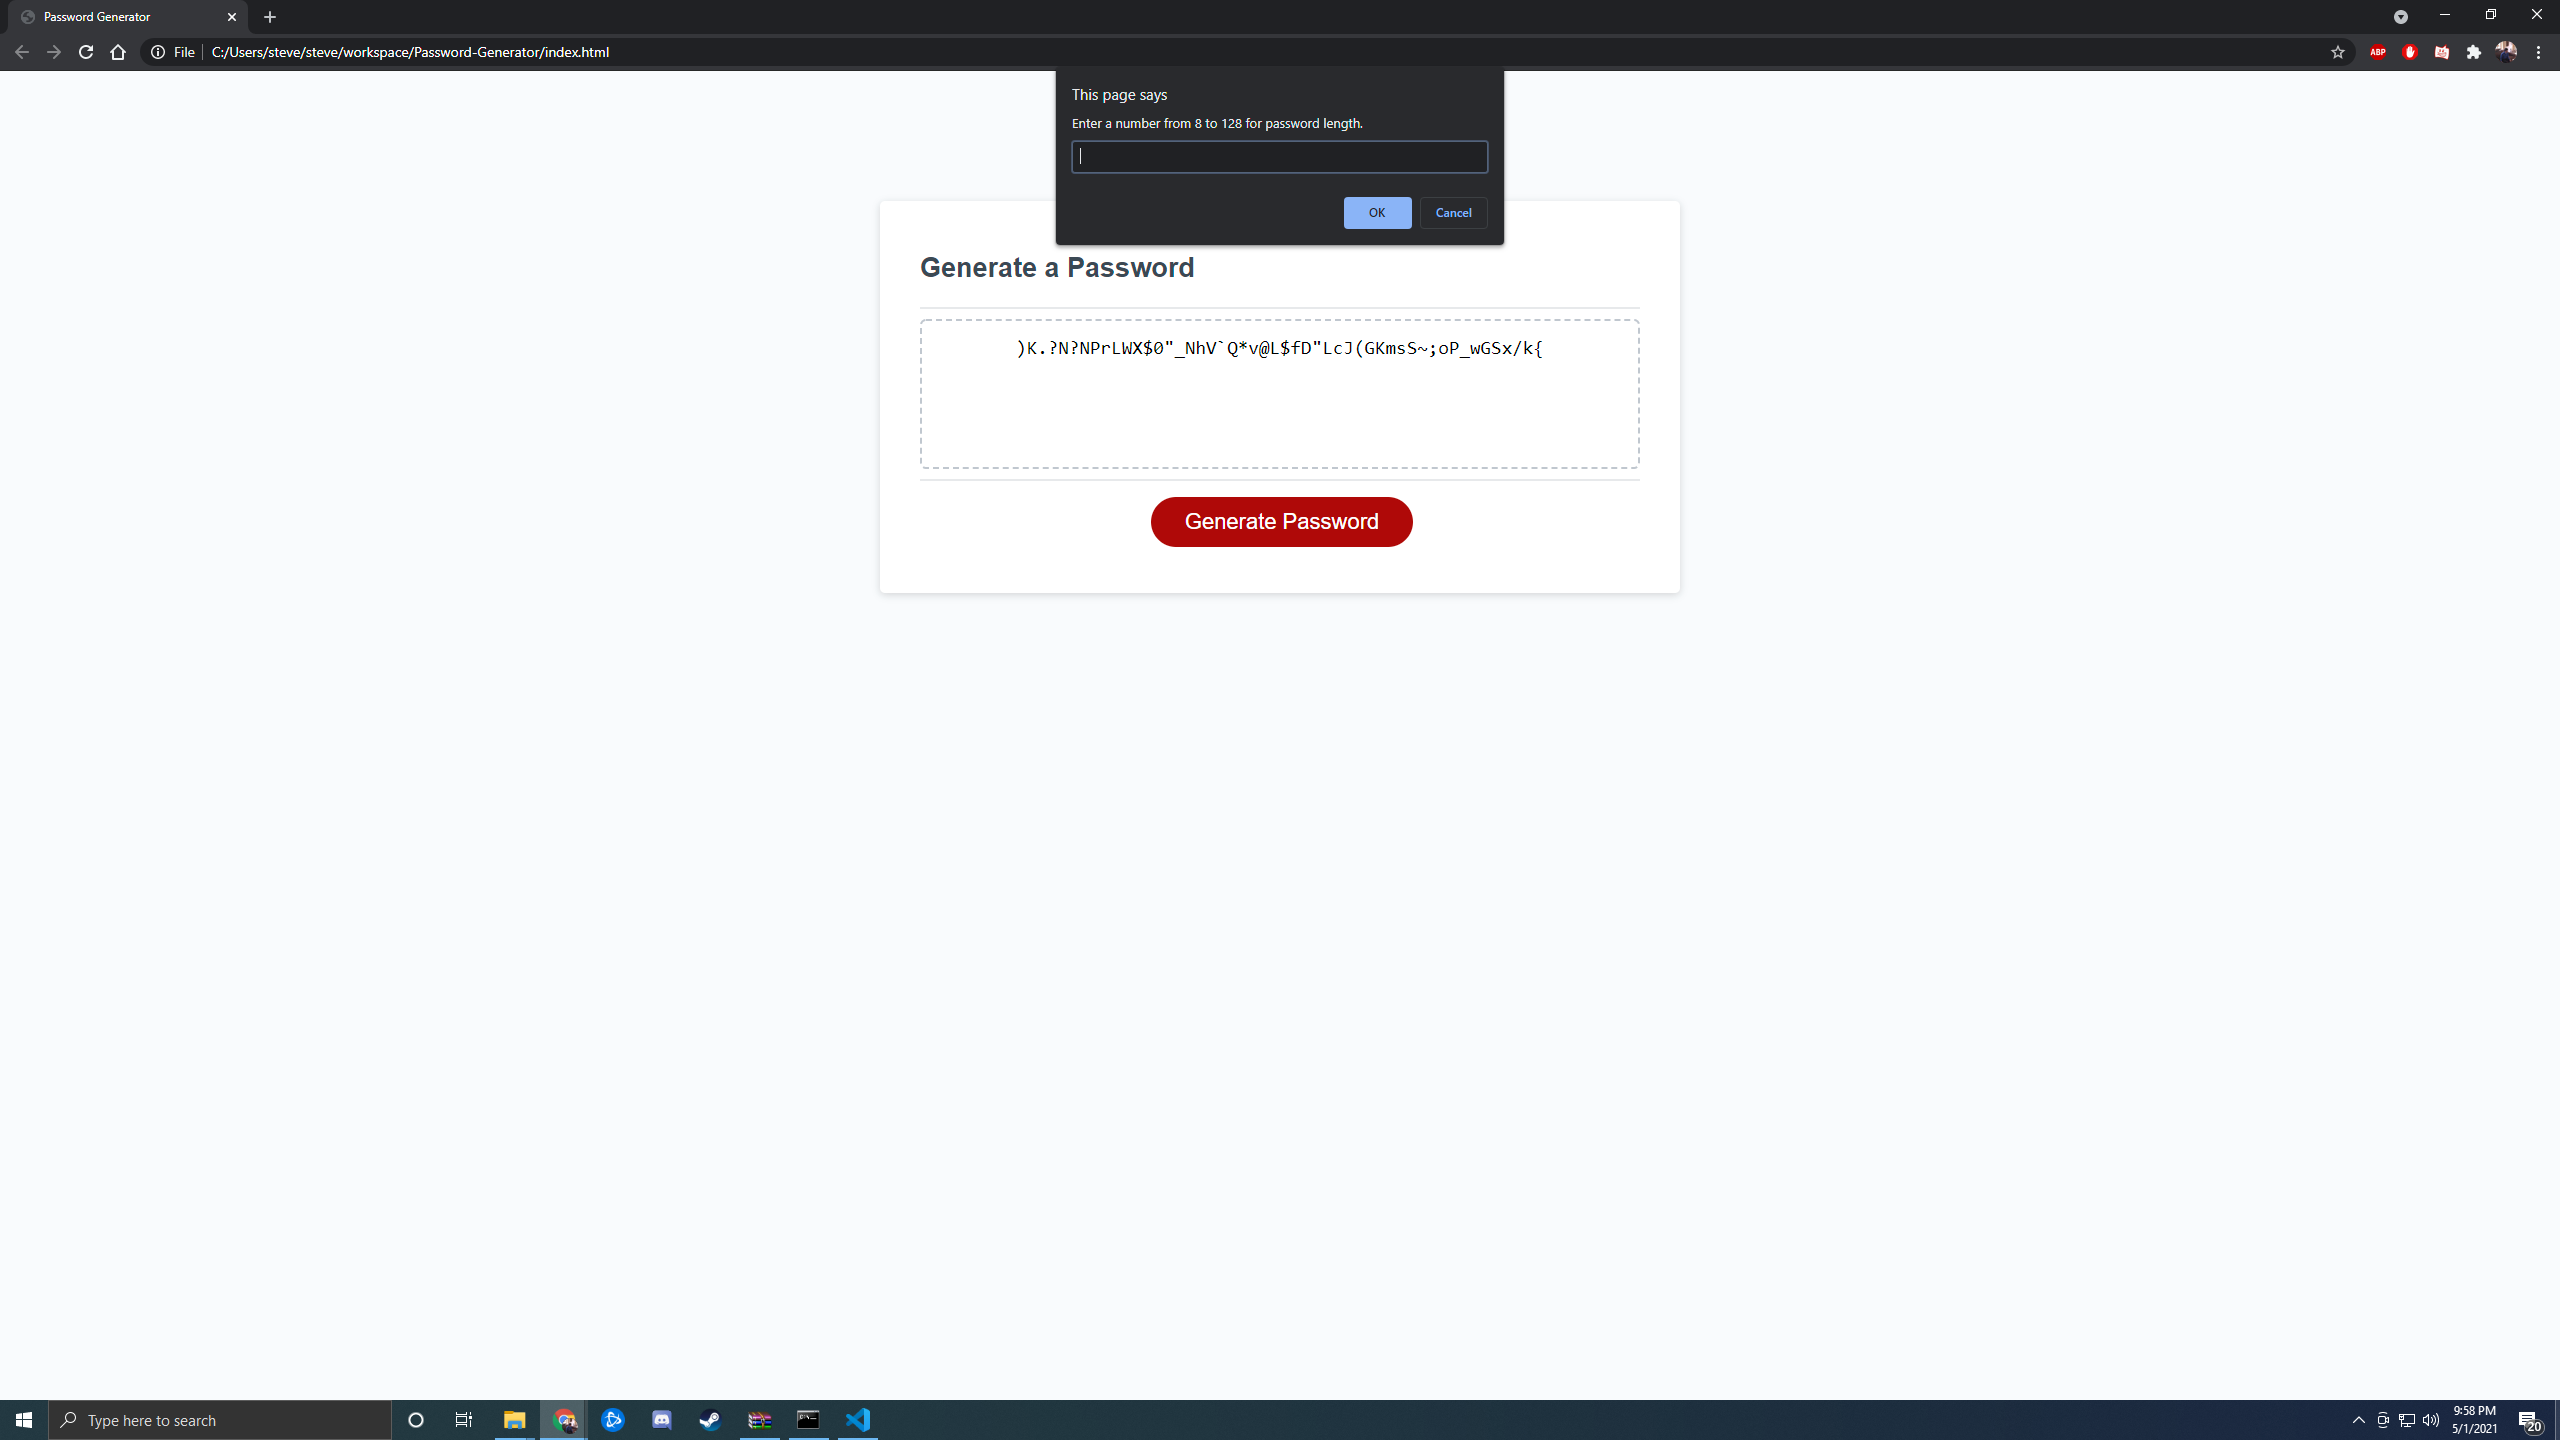 Password Generator
File
C:/Users/steve/steve/workspace/Password-Generator/index.html
ABP
This page says
Enter a number from 8 to 128 for password length.
OK
Cancel
Generate a Password
)K.?N?NPrLWX$0"_NhV`Q*v@L$fD"LcJ(GKmsS~;oP_wGSx/k{
Generate Password
Type here to search
9:58 PM
5/1/2021
20